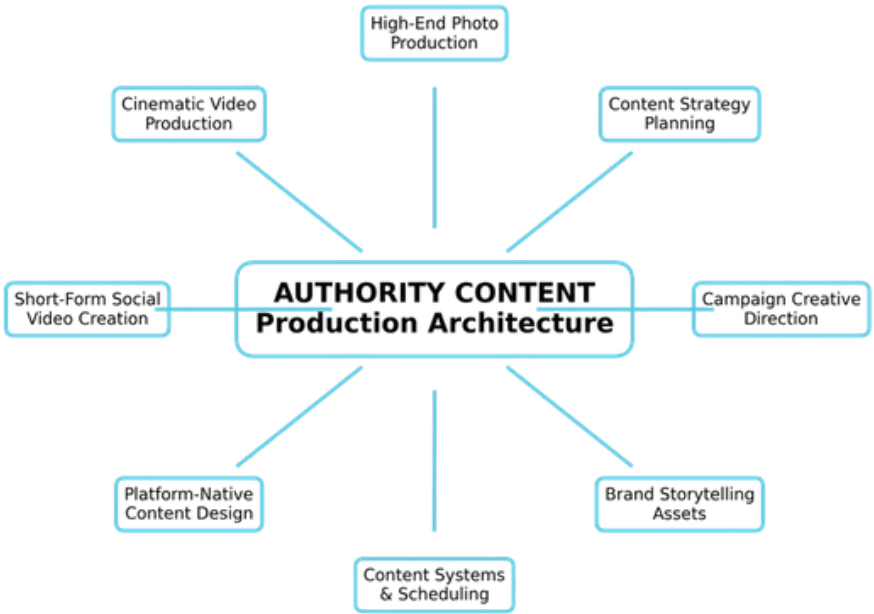 High-End Photo
Production
Cinematic Video
Production
Content Strategy
Planning
AUTHORITY CONTENT
Production Architecture
Short-Form Social
Video Creation
Campaign Creative
Direction
Platform-Native
Content Design
Brand Storytelling
Assets
Content Systems
& Scheduling